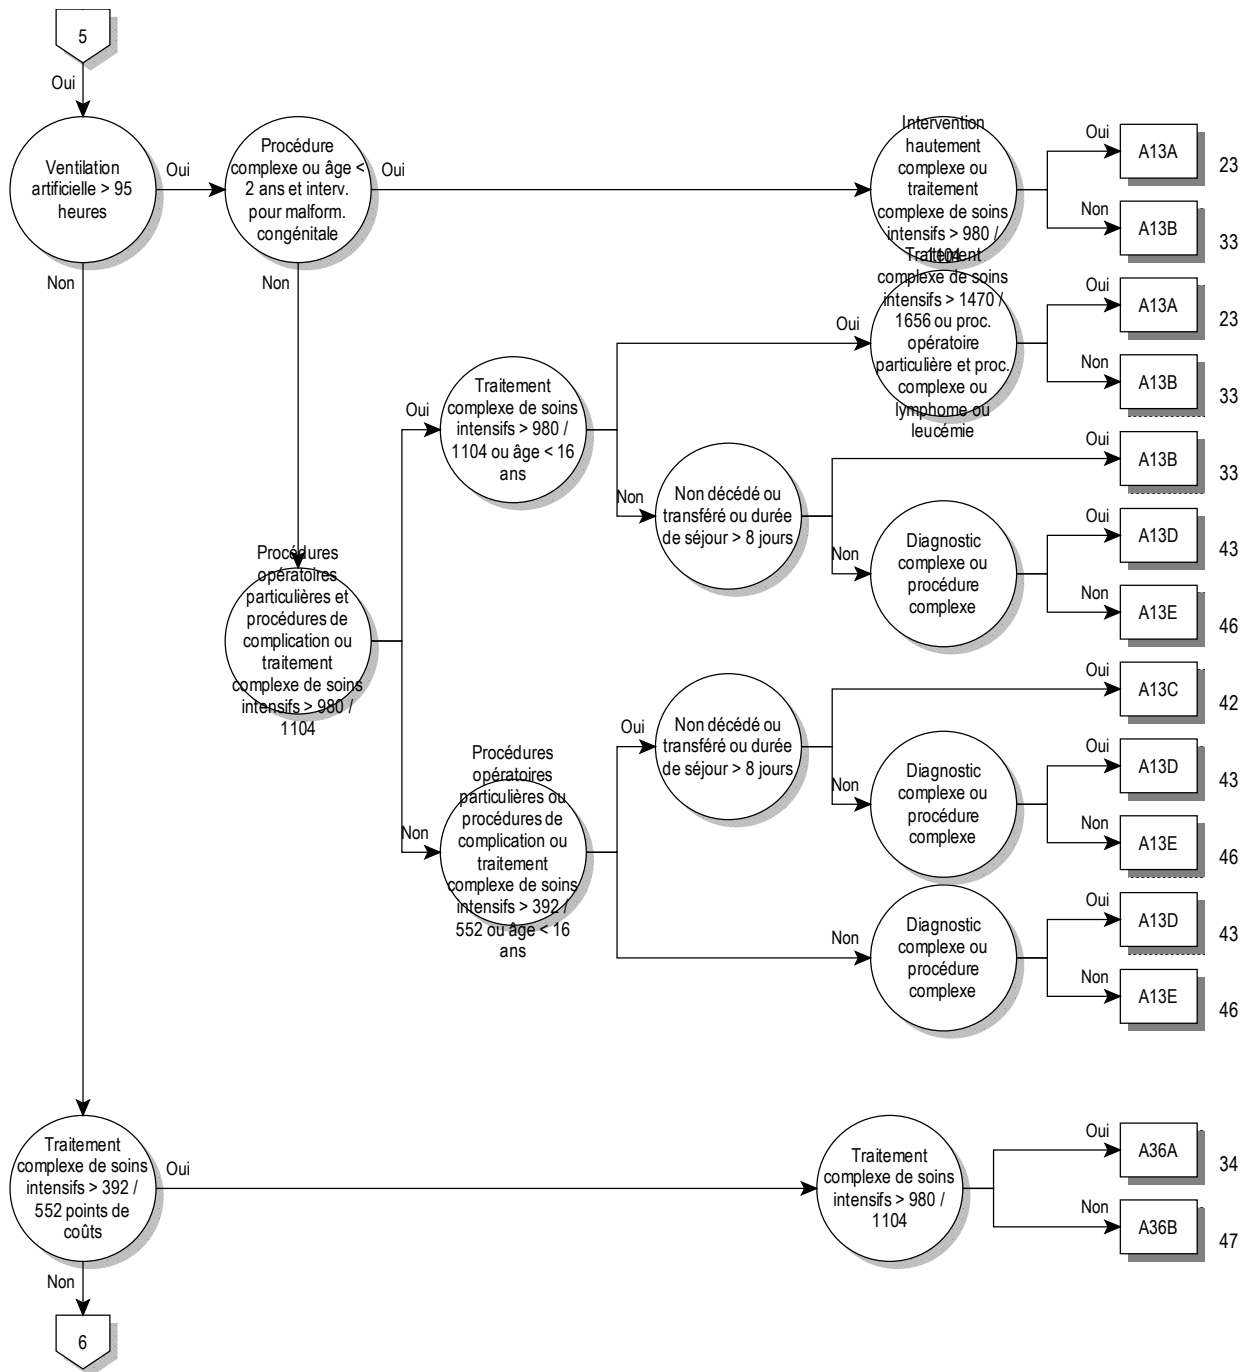 5
Oui
Ventilation
artificielle > 95
heures
Oui
Procédure
complexe ou âge <
2 ans et interv.
pour malform.
congénitale
Oui
Intervention
hautement
complexe ou
traitement
complexe de soins
intensifs > 980 /
1104
Oui
A13A
23
Non
A13B
33
Non
Non
Traitement
complexe de soins
intensifs > 1470 /
1656 ou proc.
opératoire
particulière et proc.
complexe ou
lymphome ou
leucémie
Oui
Oui
A13A
23
Non
A13B
33
Oui
Traitement
complexe de soins
intensifs > 980 /
1104 ou âge < 16
ans
Non
Non décédé ou
transféré ou durée
de séjour > 8 jours
Oui
A13B
33
Non
Diagnostic
complexe ou
procédure
complexe
Oui
A13D
43
Non
A13E
46
Procédures
opératoires
particulières et
procédures de
complication ou
traitement
complexe de soins
intensifs > 980 /
1104
Non
Procédures
opératoires
particulières ou
procédures de
complication ou
traitement
complexe de soins
intensifs > 392 /
552 ou âge < 16
ans
Oui
Non décédé ou
transféré ou durée
de séjour > 8 jours
Oui
A13C
42
Non
Diagnostic
complexe ou
procédure
complexe
Oui
A13D
43
Non
A13E
46
Non
Diagnostic
complexe ou
procédure
complexe
Oui
A13D
43
Non
A13E
46
Traitement
complexe de soins
intensifs > 392 /
552 points de
coûts
Oui
Traitement
complexe de soins
intensifs > 980 /
1104
Oui
A36A
34
Non
A36B
47
Non
6